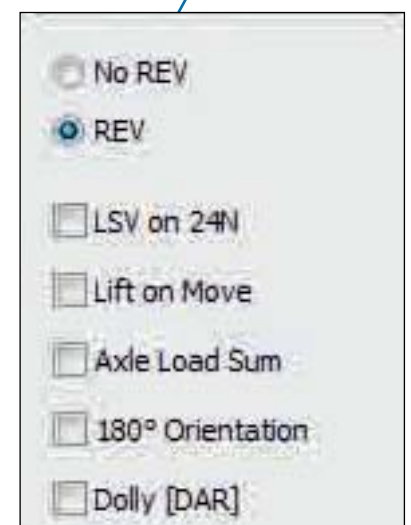 No REV
REV
LSV on 24N
Lift on Move
Axle Load Sum
180° Orientation
Dolly [DAR]